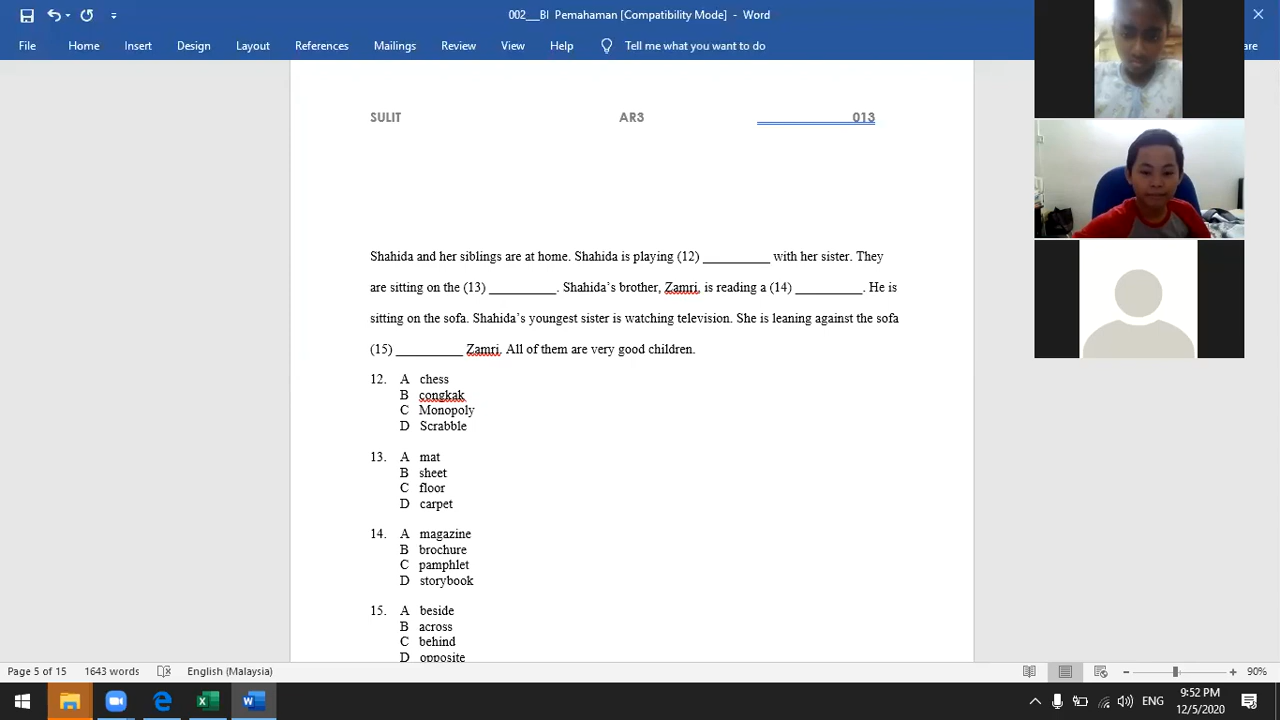 002__BI Pemahaman [Compatibility Mode] - Word
File Home Insert Design Layout References Mailings Review View Help Tell me what you want to do are
SULIT AR3 013
Shahida and her siblings are at home. Shahida is playing (12) __________ with her sister. They
are sitting on the (13) __________. Shahida’s brother, Zamri, is reading a (14) __________. He is
sitting on the sofa. Shahida’s youngest sister is watching television. She is leaning against the sofa
(15) __________ Zamri. All of them are very good children.
12. A chess
B congkak
C Monopoly
D Scrabble
13. A mat
B sheet
C floor
D carpet
14. A magazine
B brochure
C pamphlet
D storybook
15. A beside
B across
C behind
D opposite
Page 5 of 15 1643 words English (Malaysia) 90%
ENG 9:52 PM
12/5/2020